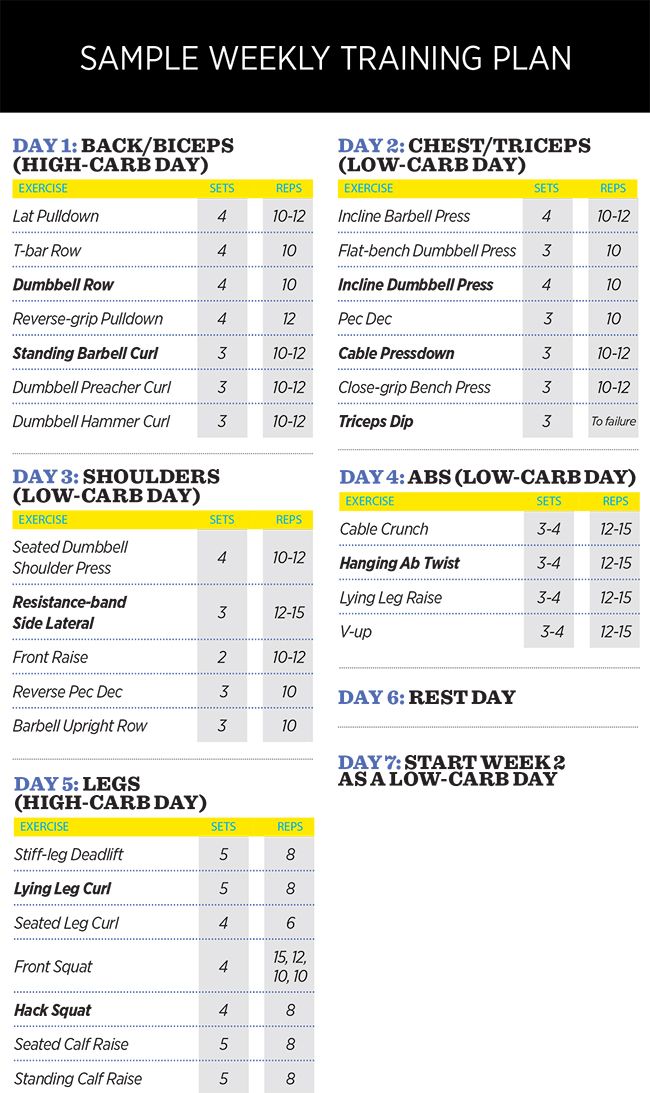 SAMPLE WEEKLY TRAINING PLAN
DAY 1: BACK/BICEPS
(HIGH-CARB DAY)
EXERCISE SETS REPS
Lat Pulldown 4 10-12
T-bar Row 4 10
Dumbbell Row 4 10
Reverse-grip Pulldown 4 12
Standing Barbell Curl 3 10-12
Dumbbell Preacher Curl 3 10-12
Dumbbell Hammer Curl 3 10-12
DAY 2: CHEST/TRICEPS
(LOW-CARB DAY)
EXERCISE SETS REPS
Incline Barbell Press 4 10-12
Flat-bench Dumbbell Press 3 10
Incline Dumbbell Press 4 10
Pec Dec 3 10
Cable Pressdown 3 10-12
Close-grip Bench Press 3 10-12
Triceps Dip 3 To failure
DAY 3: SHOULDERS
(LOW-CARB DAY)
EXERCISE SETS REPS
Seated Dumbbell
Shoulder Press 4 10-12
Resistance-band
Side Lateral 3 12-15
Front Raise 2 10-12
Reverse Pec Dec 3 10
Barbell Upright Row 3 10
DAY 4: ABS (LOW-CARB DAY)
EXERCISE SETS REPS
Cable Crunch 3-4 12-15
Hanging Ab Twist 3-4 12-15
Lying Leg Raise 3-4 12-15
V-up 3-4 12-15
DAY 5: LEGS
(HIGH-CARB DAY)
EXERCISE SETS REPS
Stiff-leg Deadlift 5 8
Lying Leg Curl 5 8
Seated Leg Curl 4 6
Front Squat 4 15, 12,
10, 10
Hack Squat 4 8
Seated Calf Raise 5 8
Standing Calf Raise 5 8
DAY 6: REST DAY
DAY 7: START WEEK 2
AS A LOW-CARB DAY